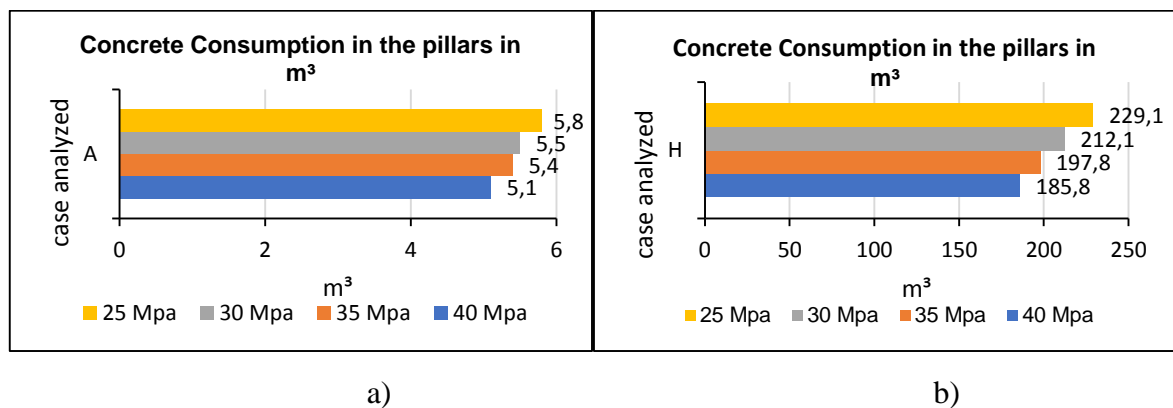 Concrete Consumption in the pillars in
m³
case analyzed
A
5,8
5,5
5,4
5,1
0 2 4 6
m³
25 Mpa 30 Mpa 35 Mpa 40 Mpa
a)
Concrete Consumption in the pillars in
m³
case analyzed
H
229,1
212,1
197,8
185,8
0 50 100 150 200 250
m³
25 Mpa 30 Mpa 35 Mpa 40 Mpa
b)